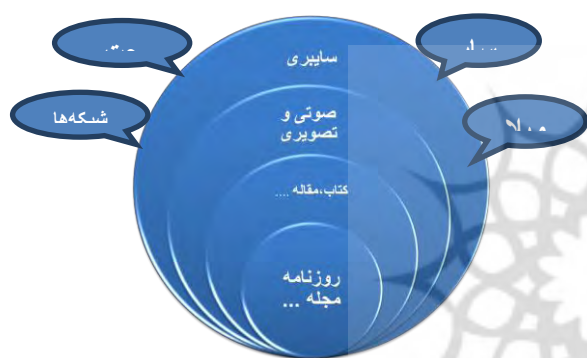 سایبری
صوتی و
تصویری
شبکه‌ها
کتاب،مقاله ....
روزنامه
مجله ...